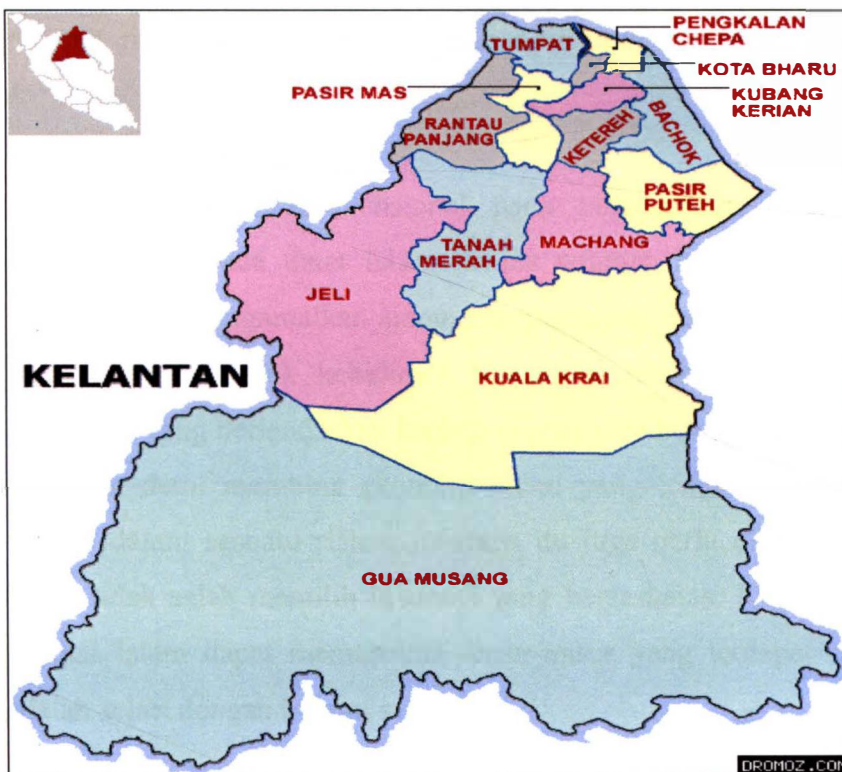 PENGKALAN
CHEPA
TUMPAT
KOTA BHARU
PASIR MAS
KUBANG
KERIAN
RANTAU
PANJANG
KETEREH
BACHOK
PASIR
PUTEH
TANAH
MERAH
MACHANG
JELI
KELANTAN
KUALA KRAI
GUA MUSANG
DROMOZ.COM